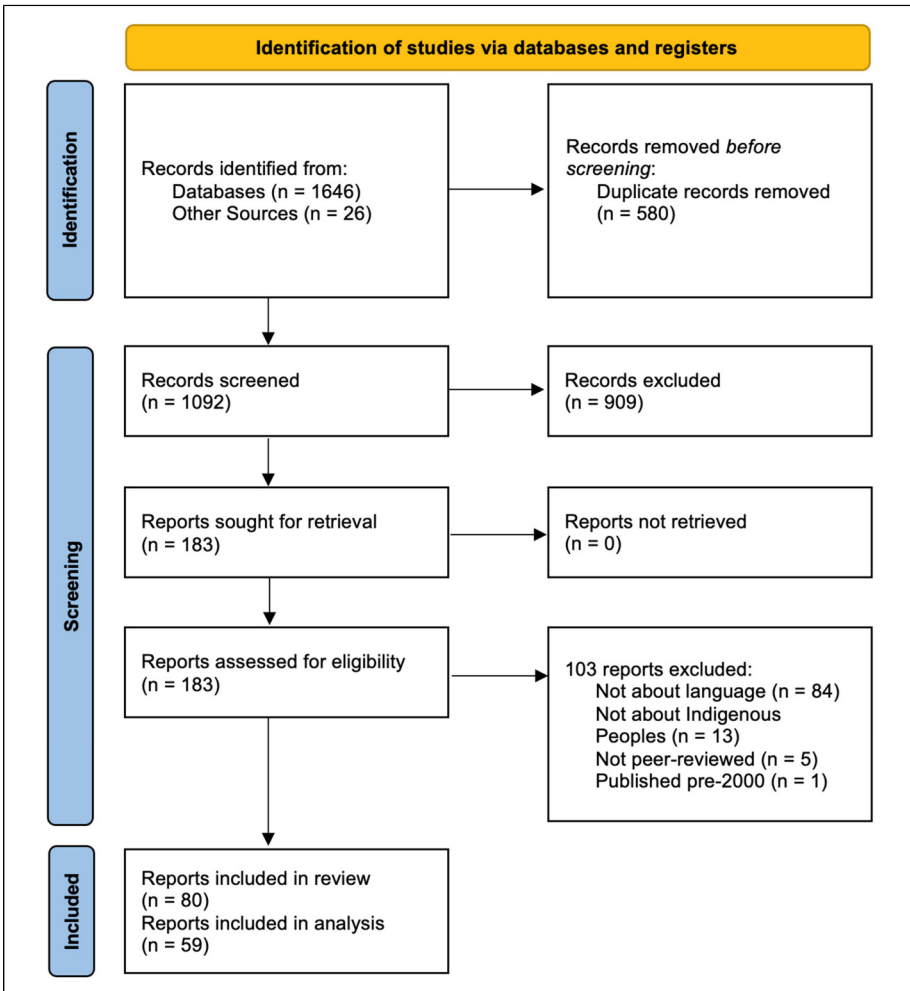 Identification of studies via databases and registers
Identification
Records identified from:
Databases (n = 1646)
Other Sources (n = 26)
Records removed before
screening:
Duplicate records removed
(n = 580)
Screening
Records screened
(n = 1092)
Records excluded
(n = 909)
Reports sought for retrieval
(n = 183)
Reports not retrieved
(n = 0)
Reports assessed for eligibility
(n = 183)
103 reports excluded:
Not about language (n = 84)
Not about Indigenous
Peoples (n = 13)
Not peer-reviewed (n = 5)
Published pre-2000 (n = 1)
Included
Reports included in review
(n = 80)
Reports included in analysis
(n = 59)